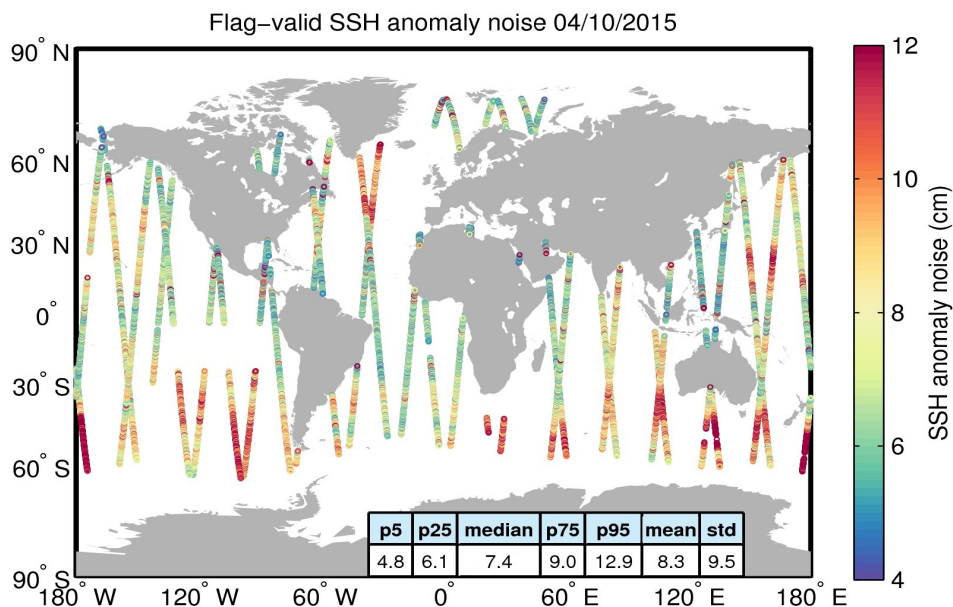 Flag−valid SSH anomaly noise 04/10/2015
90° N
60° N
30° N
0°
30° S
60° S
90° S
180° W
120° W
60° W
0°
60° E
120° E
180° E
p5 p25 median p75 p95 mean std
4.8 6.1 7.4 9.0 12.9 8.3 9.5
12
10
8
6
4
SSH anomaly noise (cm)